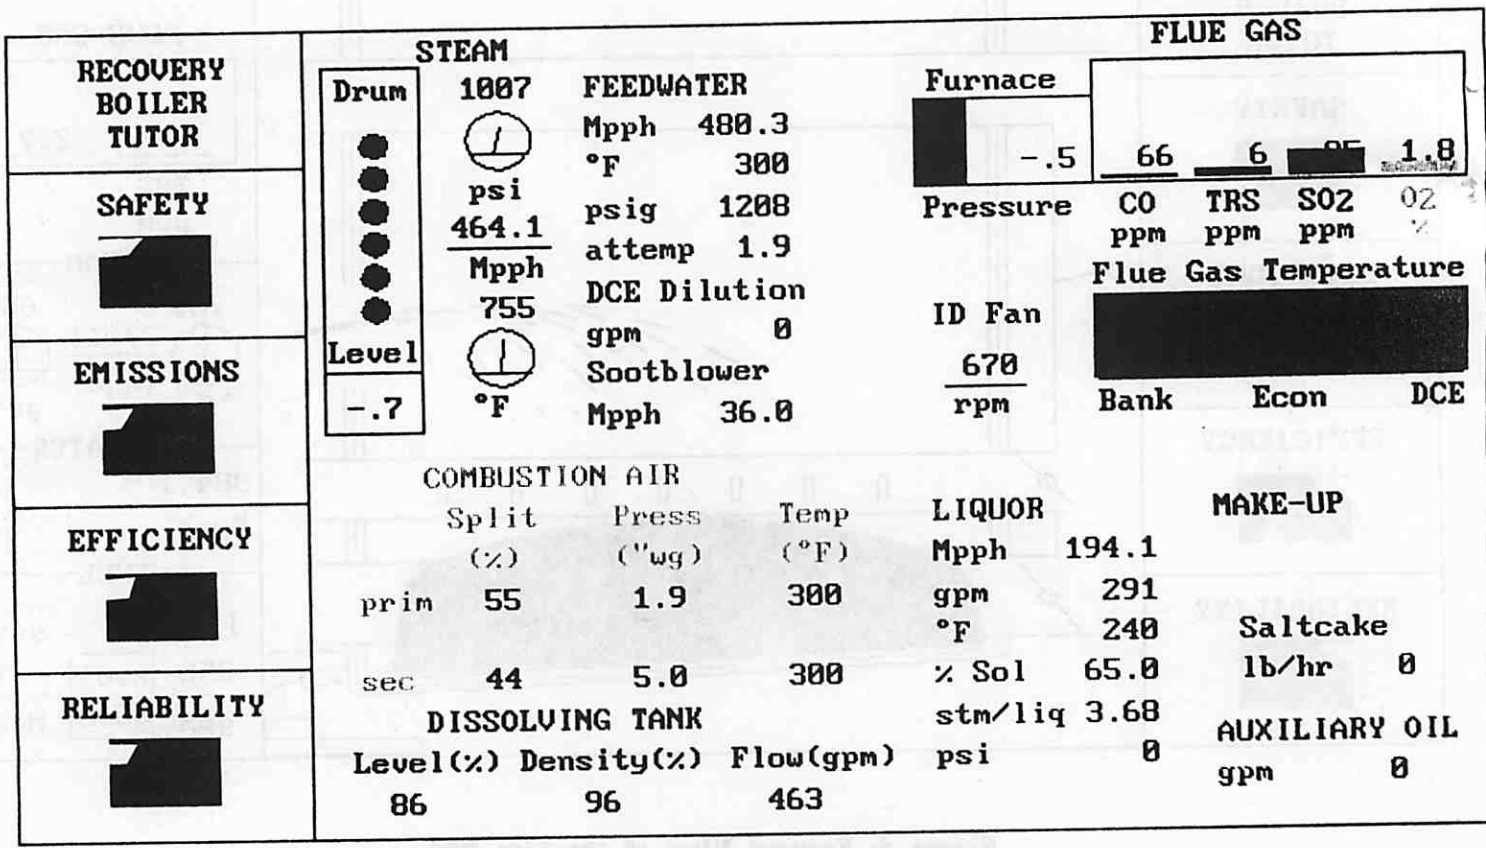 RECOVERY
BOILER
TUTOR
SAFETY
EMISSIONS
EFFICIENCY
RELIABILITY
STEAM
Drum
Level
-.7
1007
psi
464.1
Mpph
755
°F
FEEDWATER
Mpph 480.3
°F 300
psig 1208
attemp 1.9
DCE Dilution
gpm 0
Sootblower
Mpph 36.0
Furnace
-.5
Pressure
ID Fan
670
rpm
FLUE GAS
66 6 1.8
CO TRS SO2 O2
ppm ppm ppm %
Flue Gas Temperature
Bank Econ DCE
COMBUSTION AIR
Split Press Temp
(%) ("wg) (°F)
prim 55 1.9 300
sec 44 5.0 300
DISSOLVING TANK
Level(%) Density(%) Flow(gpm)
86 96 463
LIQUOR
Mpph 194.1
gpm 291
°F 240
% Sol 65.0
stm/liq 3.68
psi 0
MAKE-UP
Saltcake
lb/hr 0
AUXILIARY OIL
gpm 0